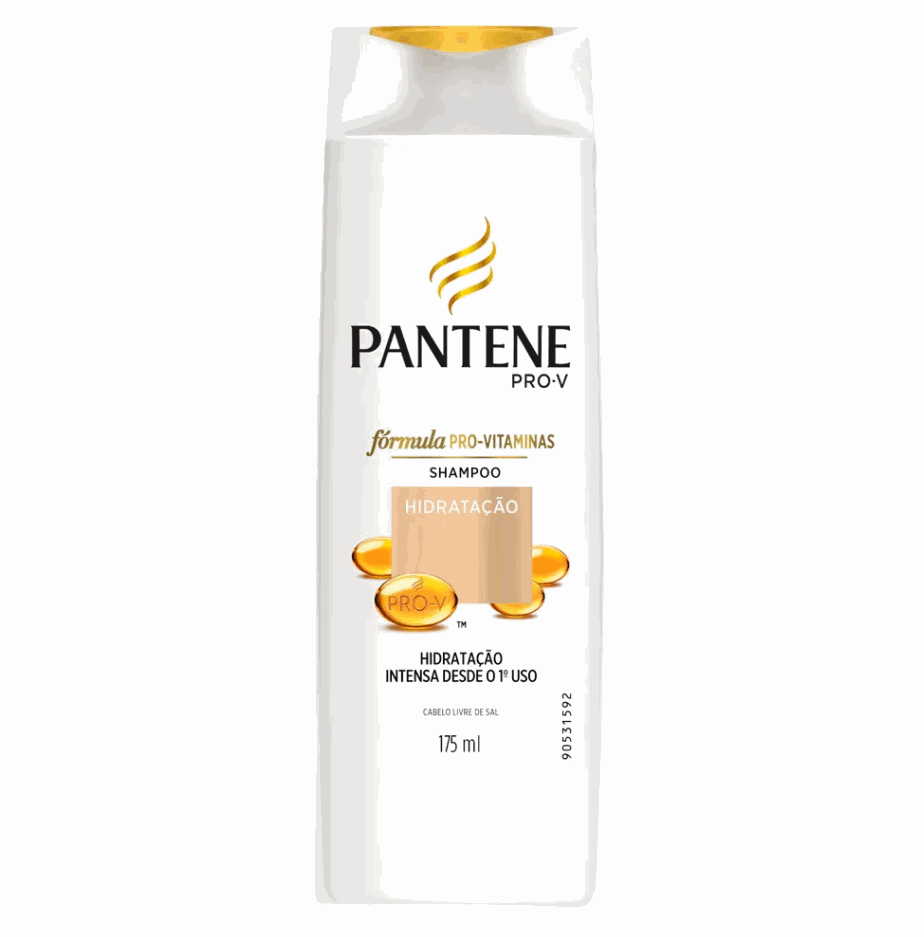 PANTENE
PRO·V
fórmula PRO-VITAMINAS
SHAMPOO
HIDRATAÇÃO
PRO-V
TM
HIDRATAÇÃO
INTENSA DESDE O 1º USO
CABELO LIVRE DE SAL
175 ml
90531592